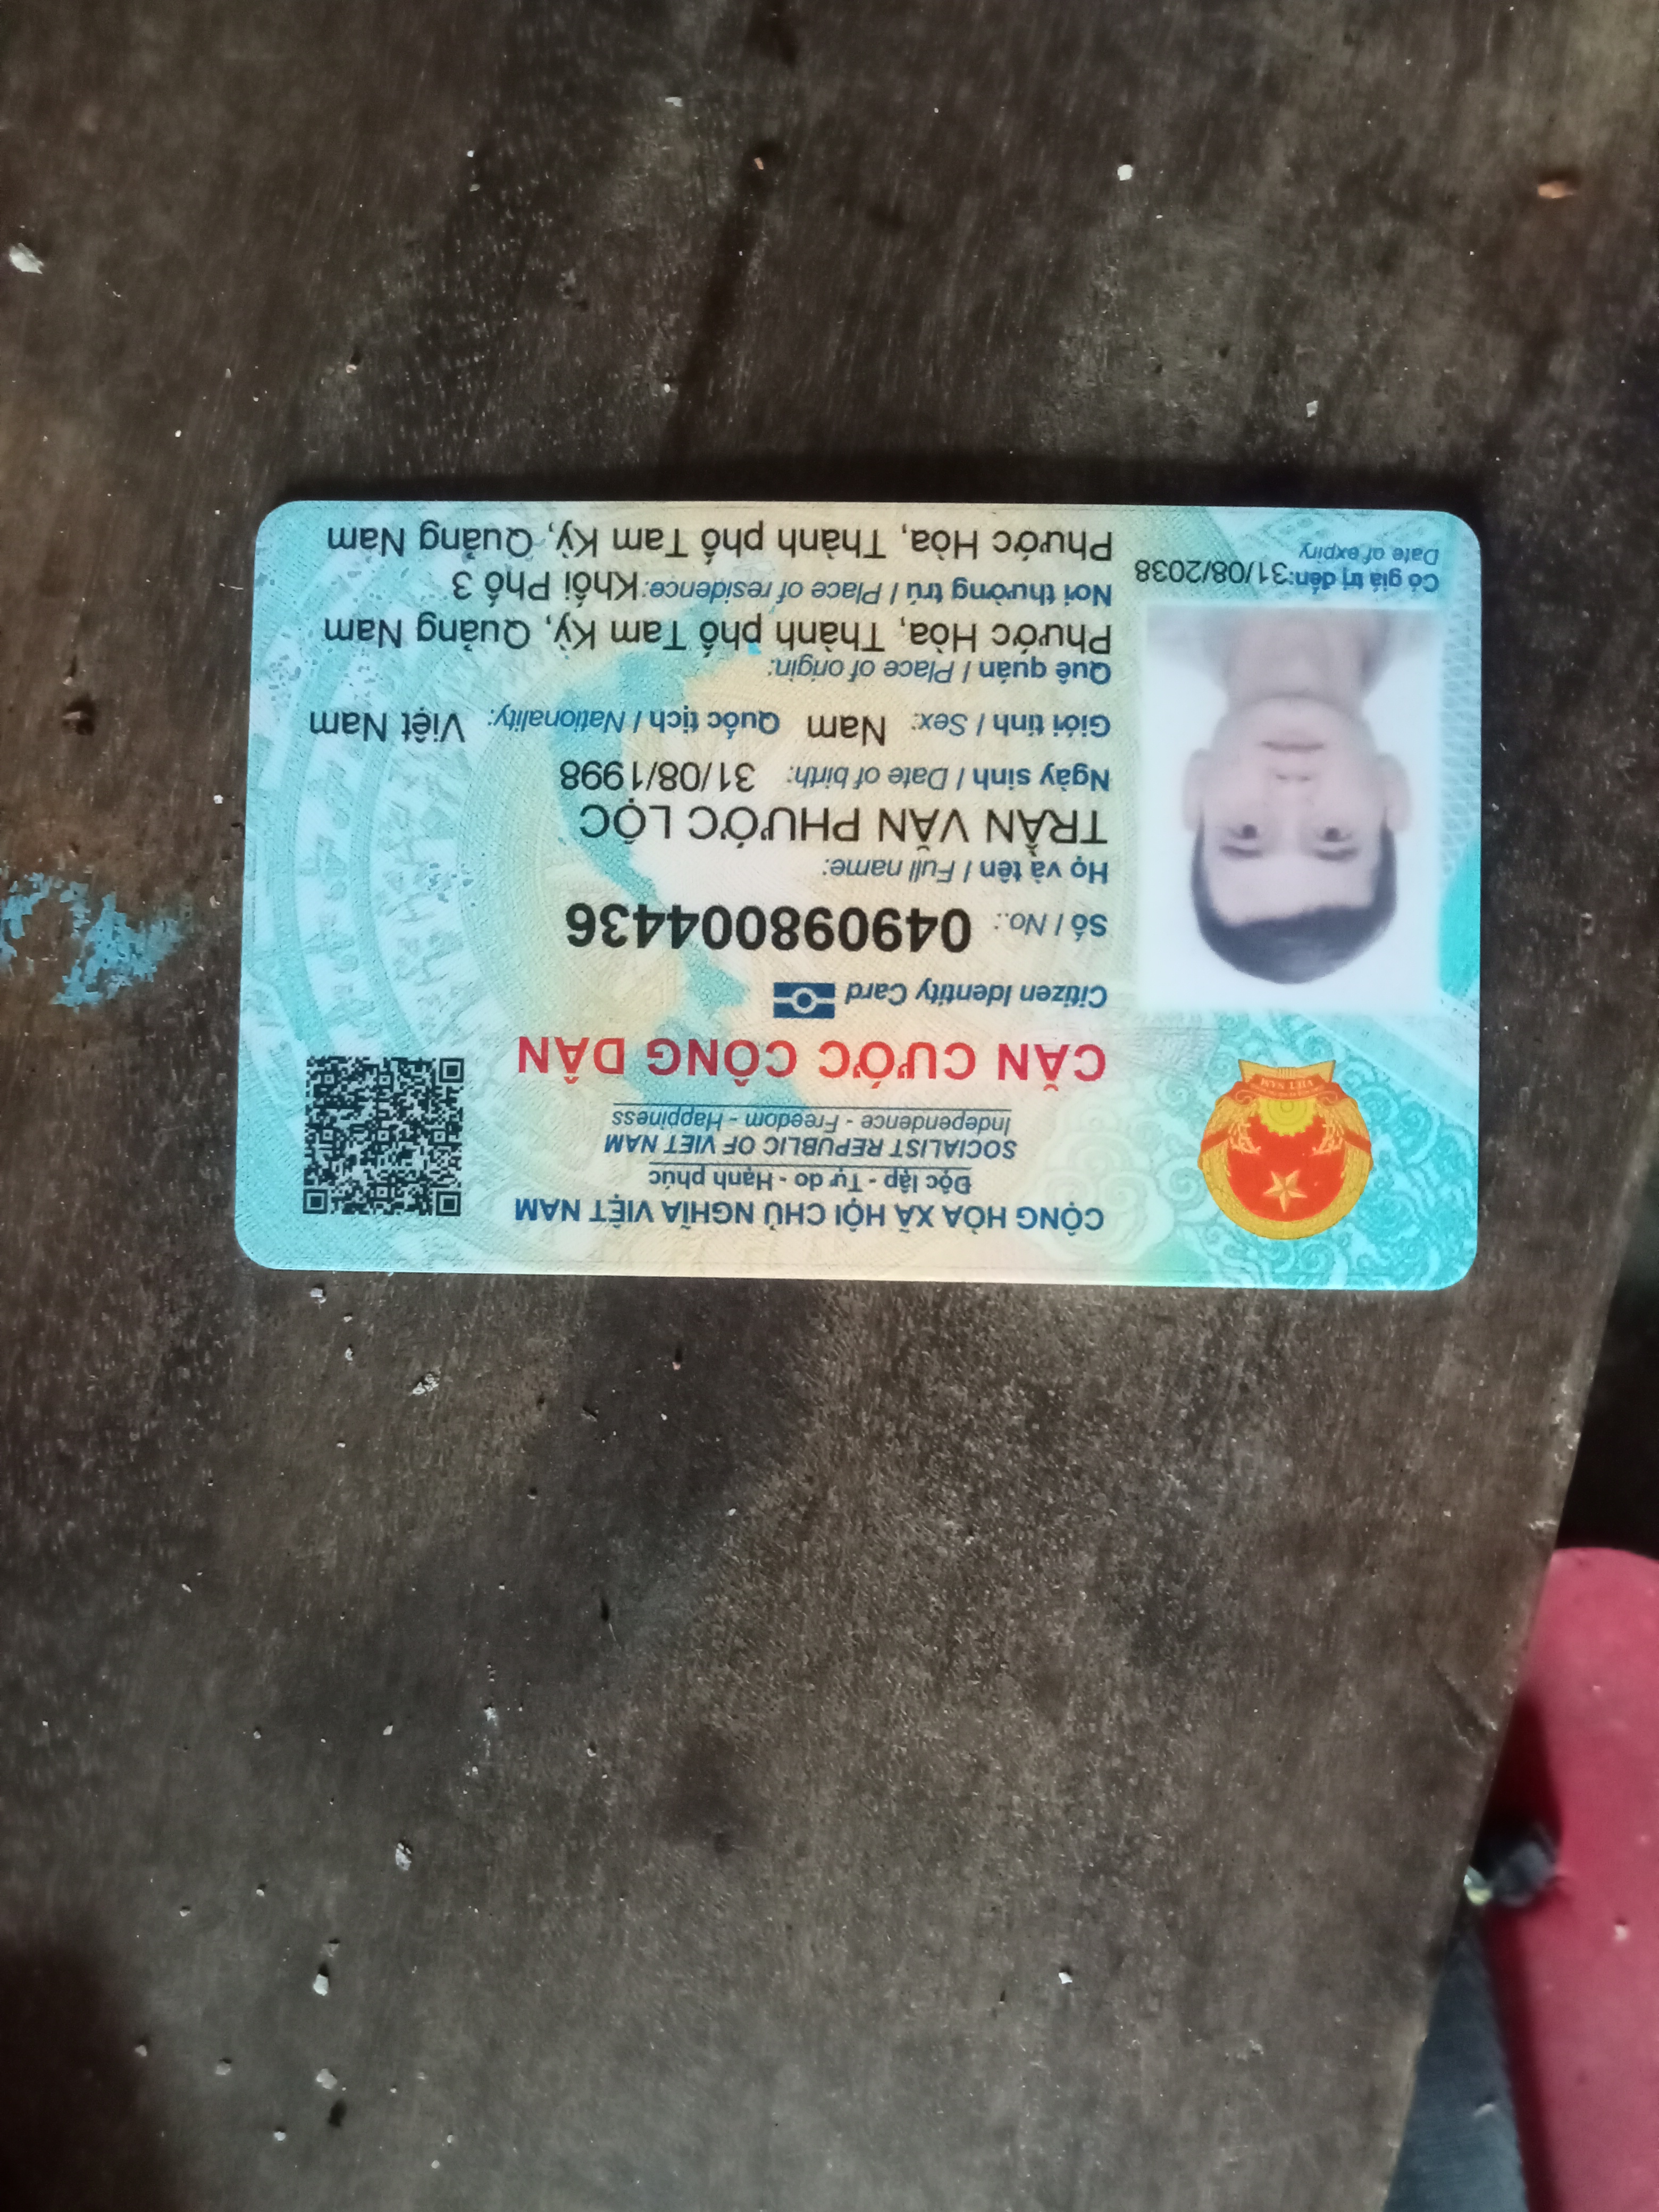 CỘNG HÒA XÃ HỘI CHỦ NGHĨA VIỆT NAM
Độc lập - Tự do - Hạnh phúc
SOCIALIST REPUBLIC OF VIET NAM
Independence - Freedom - Happiness
CĂN CƯỚC CÔNG DÂN
Citizen Identity Card
Số / No.: 049098004436
Họ và tên / Full name:
TRẦN VĂN PHƯỚC LỘC
Ngày sinh / Date of birth: 31/08/1998
Giới tính / Sex: Nam Quốc tịch / Nationality: Việt Nam
Quê quán / Place of origin:
Phước Hòa, Thành phố Tam Kỳ, Quảng Nam
Nơi thường trú / Place of residence: Khối Phố 3
Phước Hòa, Thành phố Tam Kỳ, Quảng Nam
Có giá trị đến: 31/08/2038
Date of expiry